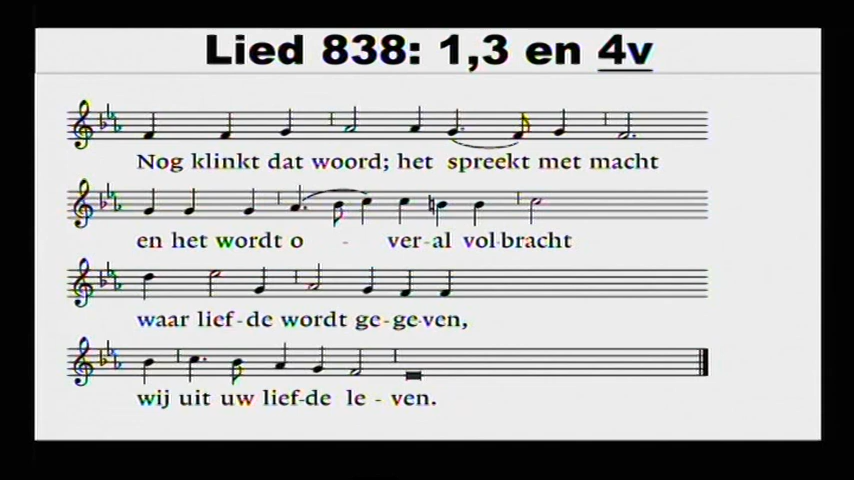 Lied 838: 1,3 en 4v
Nog klinkt dat woord; het spreekt met macht
en het wordt o - ver-al vol-bracht
waar lief-de wordt ge-ge-ven,
wij uit uw lief-de le - ven.